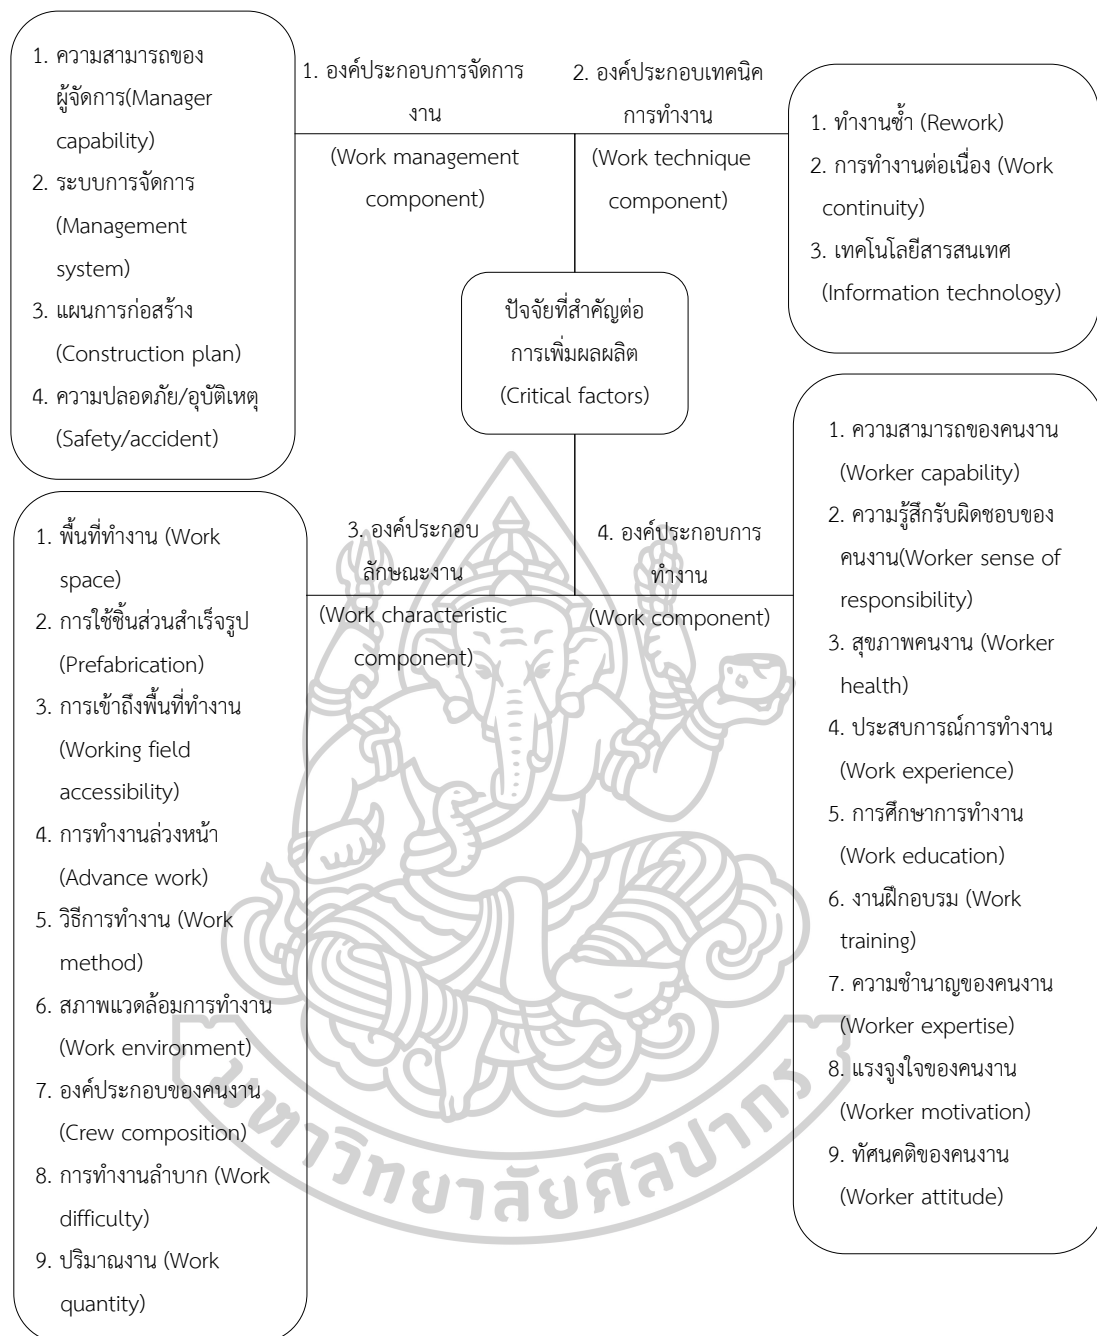 1. ความสามารถของ
ผู้จัดการ(Manager
capability)
2. ระบบการจัดการ
(Management
system)
3. แผนการก่อสร้าง
(Construction plan)
4. ความปลอดภัย/อุบัติเหตุ
(Safety/accident)
1. องค์ประกอบการจัดการ
งาน
(Work management
component)
2. องค์ประกอบเทคนิค
การทำงาน
(Work technique
component)
1. ทำงานซ้ำ (Rework)
2. การทำงานต่อเนื่อง (Work
continuity)
3. เทคโนโลยีสารสนเทศ
(Information technology)
ปัจจัยที่สำคัญต่อ
การเพิ่มผลผลิต
(Critical factors)
1. พื้นที่ทำงาน (Work
space)
2. การใช้ชิ้นส่วนสำเร็จรูป
(Prefabrication)
3. การเข้าถึงพื้นที่ทำงาน
(Working field
accessibility)
4. การทำงานล่วงหน้า
(Advance work)
5. วิธีการทำงาน (Work
method)
6. สภาพแวดล้อมการทำงาน
(Work environment)
7. องค์ประกอบของคนงาน
(Crew composition)
8. การทำงานลำบาก (Work
difficulty)
9. ปริมาณงาน (Work
quantity)
3. องค์ประกอบ
ลักษณะงาน
(Work characteristic
component)
4. องค์ประกอบการ
ทำงาน
(Work component)
1. ความสามารถของคนงาน
(Worker capability)
2. ความรู้สึกรับผิดชอบของ
คนงาน(Worker sense of
responsibility)
3. สุขภาพคนงาน (Worker
health)
4. ประสบการณ์การทำงาน
(Work experience)
5. การศึกษาการทำงาน
(Work education)
6. งานฝึกอบรม (Work
training)
7. ความชำนาญของคนงาน
(Worker expertise)
8. แรงจูงใจของคนงาน
(Worker motivation)
9. ทัศนคติของคนงาน
(Worker attitude)
มหาวิทยาลัยศิลปากร